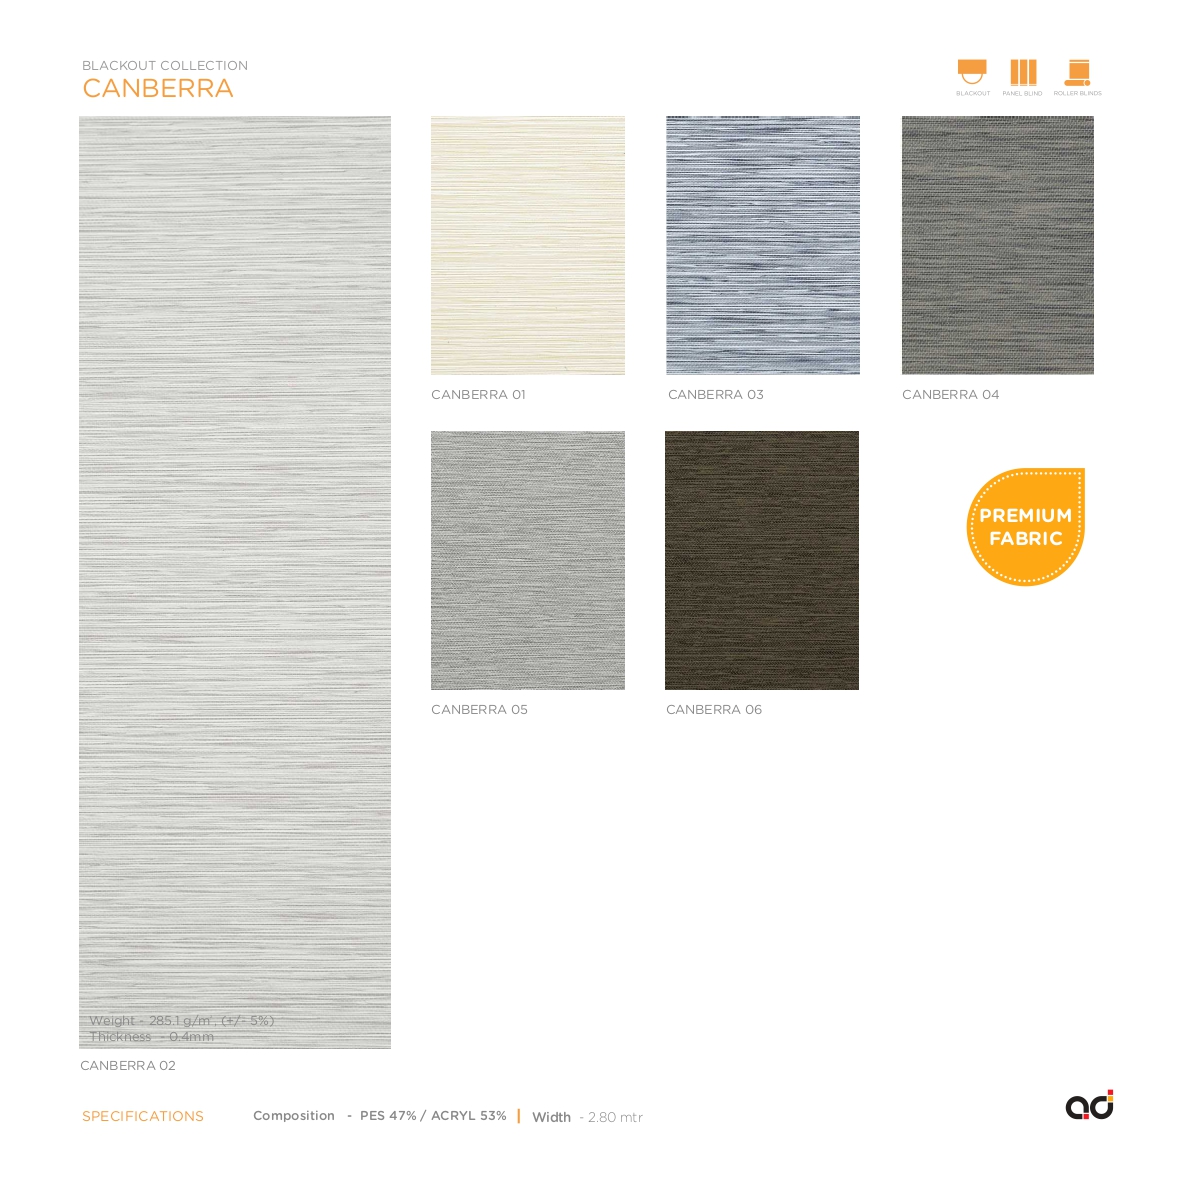 BLACKOUT COLLECTION
CANBERRA
BLACKOUT
PANEL BLIND
ROLLER BLINDS
CANBERRA 01
CANBERRA 03
CANBERRA 04
PREMIUM
FABRIC
CANBERRA 05
CANBERRA 06
Weight - 285.1 g/m², (+/- 5%)
Thickness - 0.4mm
CANBERRA 02
SPECIFICATIONS
Composition - PES 47% / ACRYL 53% | Width - 2.80 mtr
ad